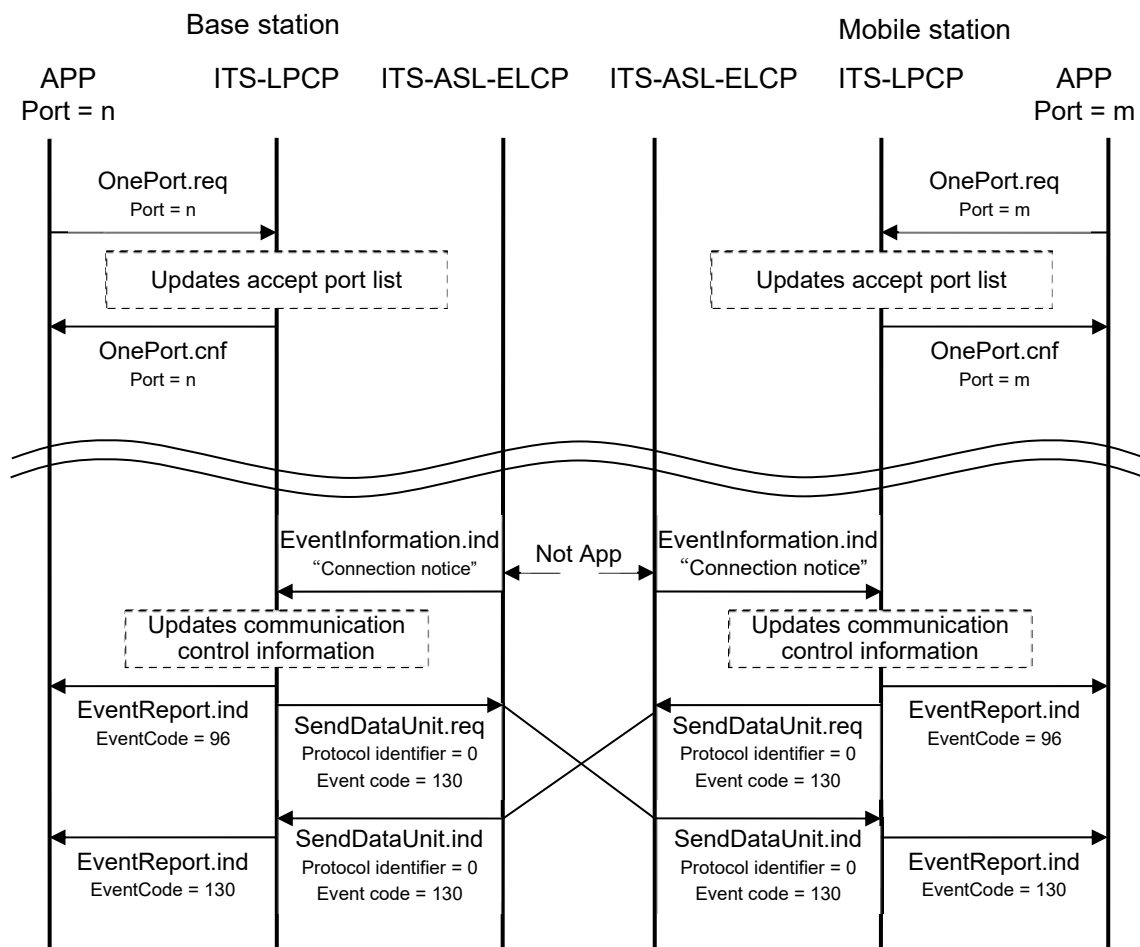 Base station
Mobile station
APP
Port = n
ITS-LPCP
ITS-ASL-ELCP
ITS-ASL-ELCP
ITS-LPCP
APP
Port = m
OnePort.req
Port = n
OnePort.req
Port = m
Updates accept port list
Updates accept port list
OnePort.cnf
Port = n
OnePort.cnf
Port = m
EventInformation.ind
“Connection notice”
Not App
EventInformation.ind
“Connection notice”
Updates communication
control information
Updates communication
control information
EventReport.ind
EventCode = 96
SendDataUnit.req
Protocol identifier = 0
Event code = 130
SendDataUnit.req
Protocol identifier = 0
Event code = 130
EventReport.ind
EventCode = 96
EventReport.ind
EventCode = 130
SendDataUnit.ind
Protocol identifier = 0
Event code = 130
SendDataUnit.ind
Protocol identifier = 0
Event code = 130
EventReport.ind
EventCode = 130